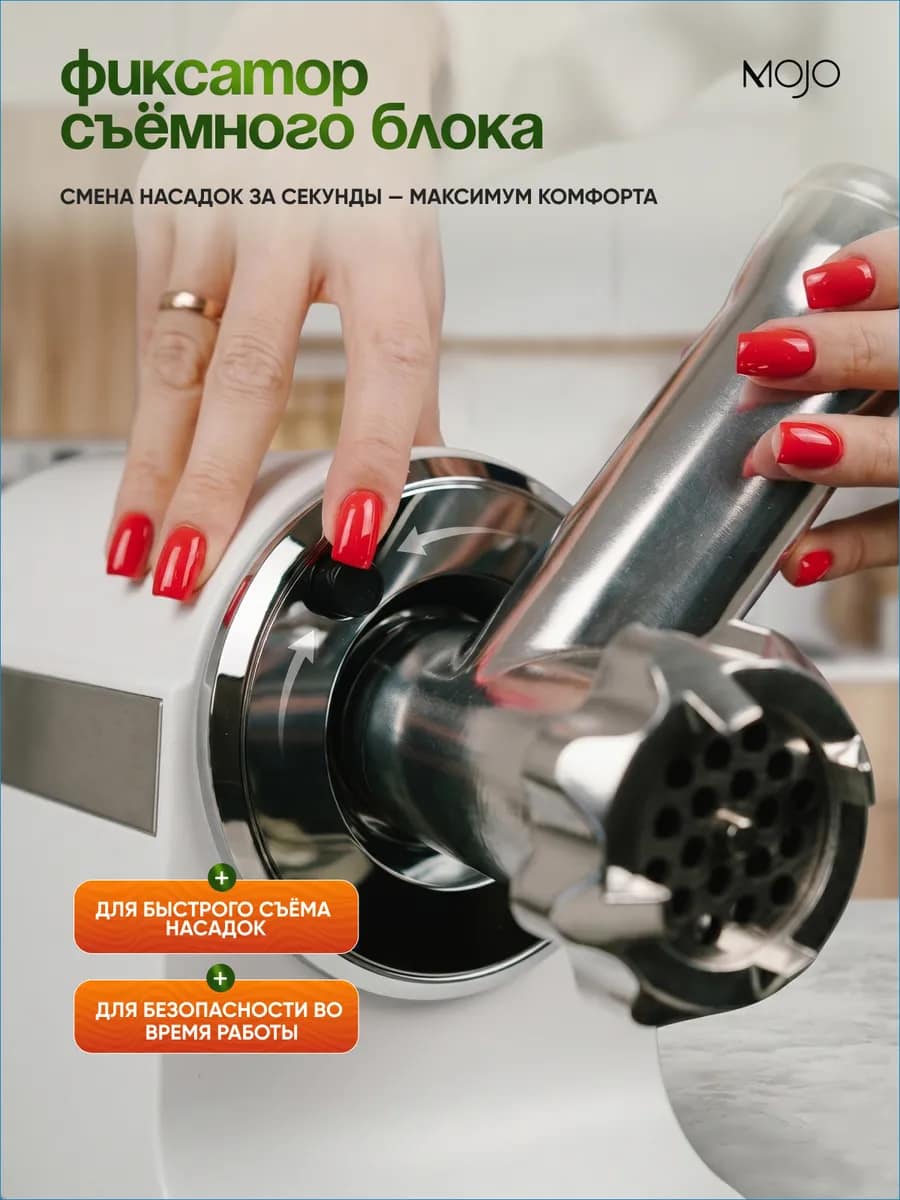 фиксатор
съёмного блока
MOJO
СМЕНА НАСАДОК ЗА СЕКУНДЫ — МАКСИМУМ КОМФОРТА
+
ДЛЯ БЫСТРОГО СЪЁМА
НАСАДОК
+
ДЛЯ БЕЗОПАСНОСТИ ВО
ВРЕМЯ РАБОТЫ